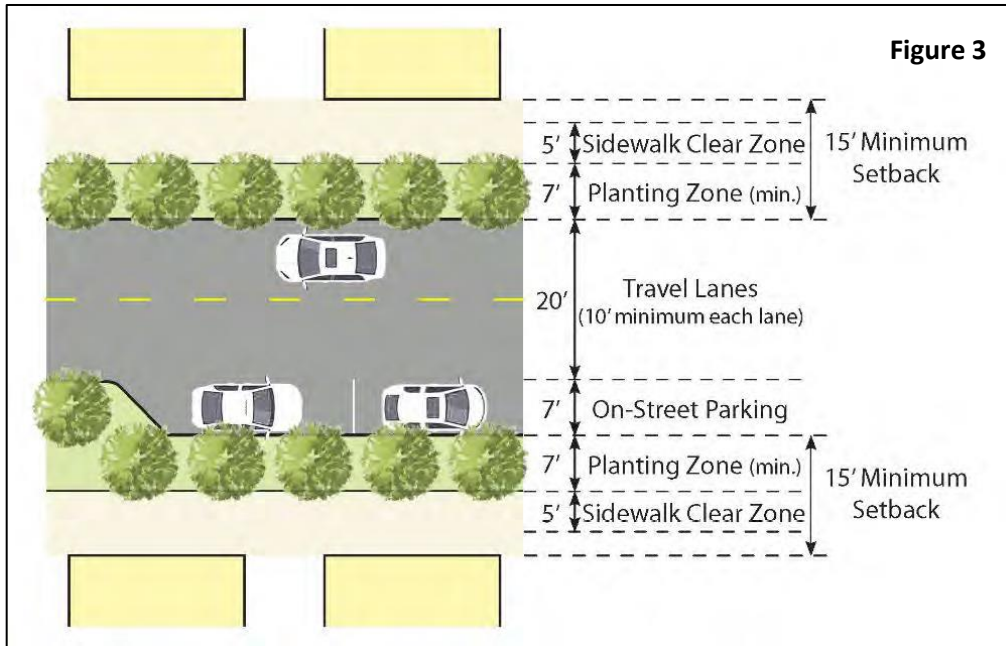 Figure 3
5' Sidewalk Clear Zone
15' Minimum
Setback
7' Planting Zone (min.)
20' Travel Lanes
(10' minimum each lane)
7' On-Street Parking
7' Planting Zone (min.)
15' Minimum
Setback
5' Sidewalk Clear Zone